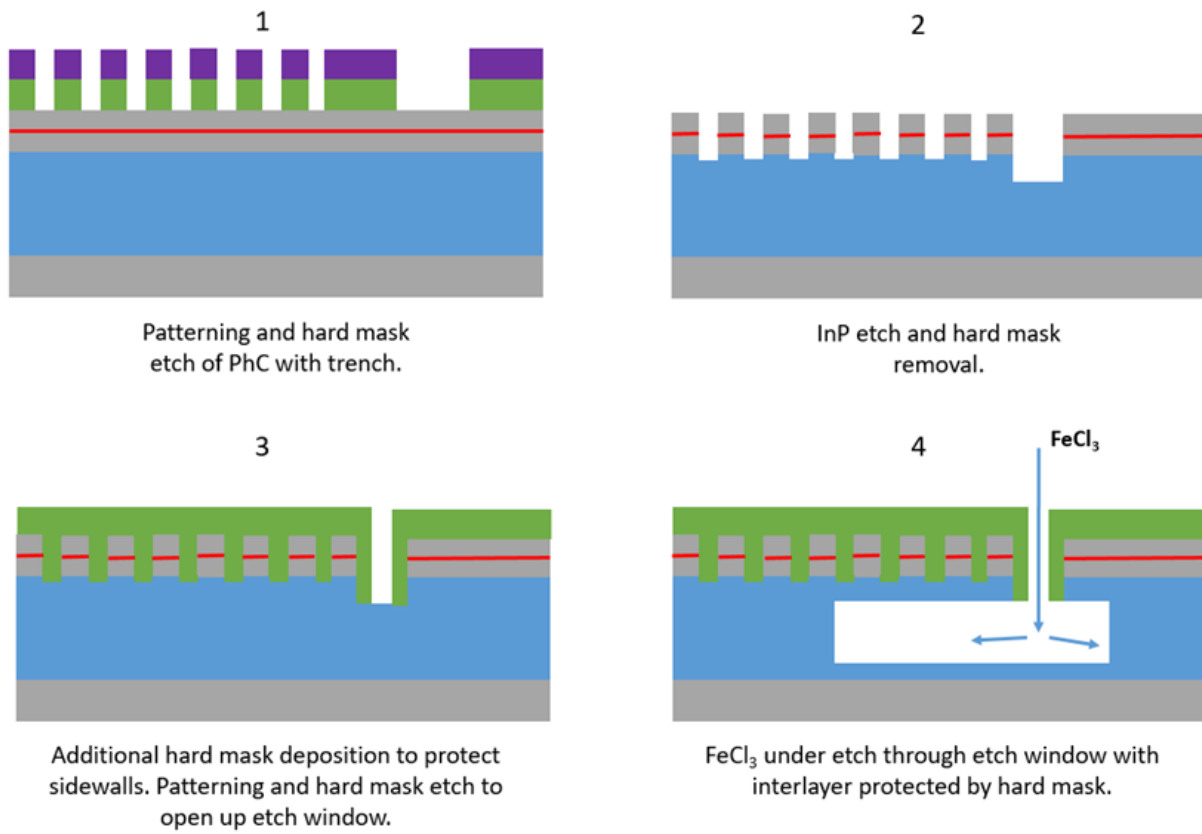 1
Patterning and hard mask
etch of PhC with trench.
2
InP etch and hard mask
removal.
3
Additional hard mask deposition to protect
sidewalls. Patterning and hard mask etch to
open up etch window.
4
FeCl₃
FeCl₃ under etch through etch window with
interlayer protected by hard mask.